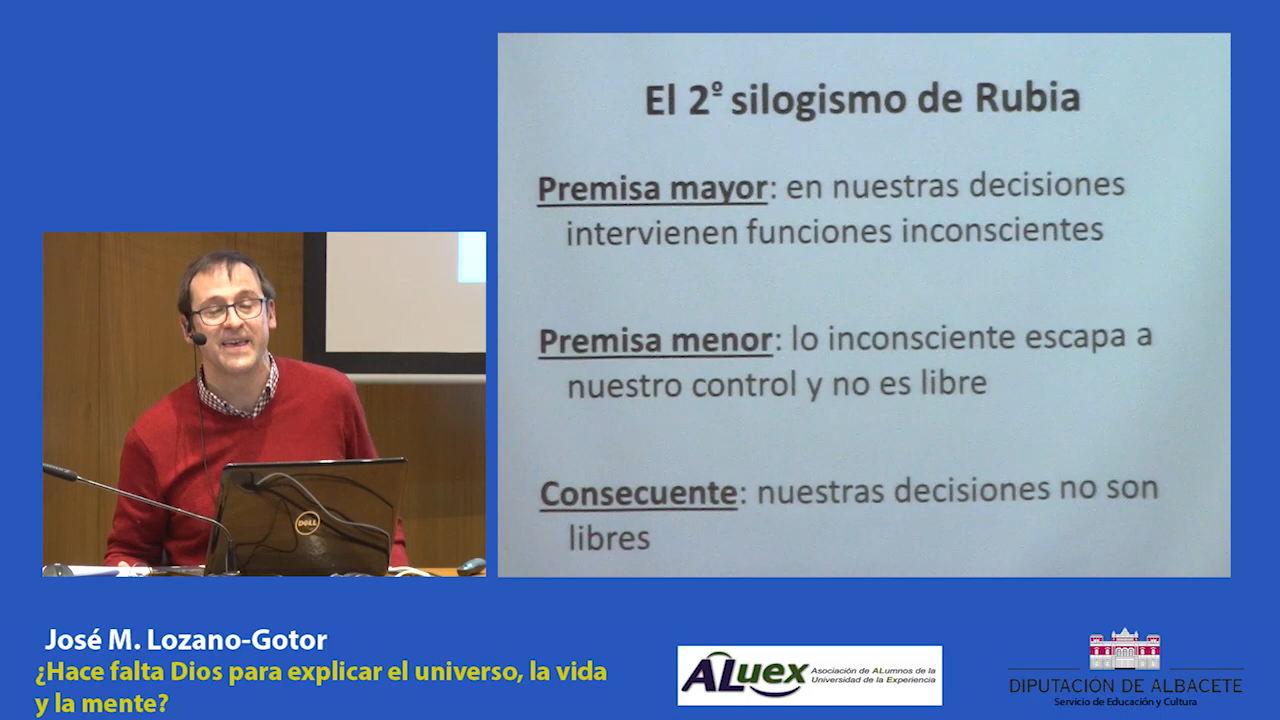 El 2º silogismo de Rubia
Premisa mayor: en nuestras decisiones
intervienen funciones inconscientes
Premisa menor: lo inconsciente escapa a
nuestro control y no es libre
Consecuente: nuestras decisiones no son
libres
DELL
José M. Lozano-Gotor
¿Hace falta Dios para explicar el universo, la vida
y la mente?
ALuex
Asociación de ALumnos de la
Universidad de la Experiencia
DIPUTACIÓN DE ALBACETE
Servicio de Educación y Cultura